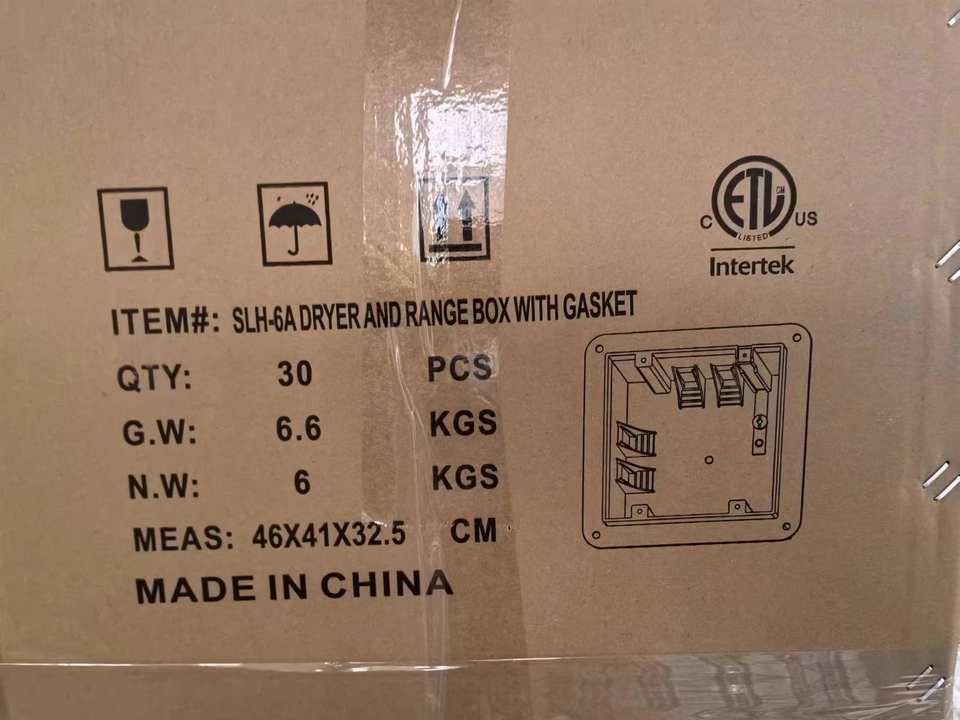 C ETL CM US
LISTED
Intertek
ITEM#: SLH-6A DRYER AND RANGE BOX WITH GASKET
QTY: 30 PCS
G.W: 6.6 KGS
N.W: 6 KGS
MEAS: 46X41X32.5 CM
MADE IN CHINA